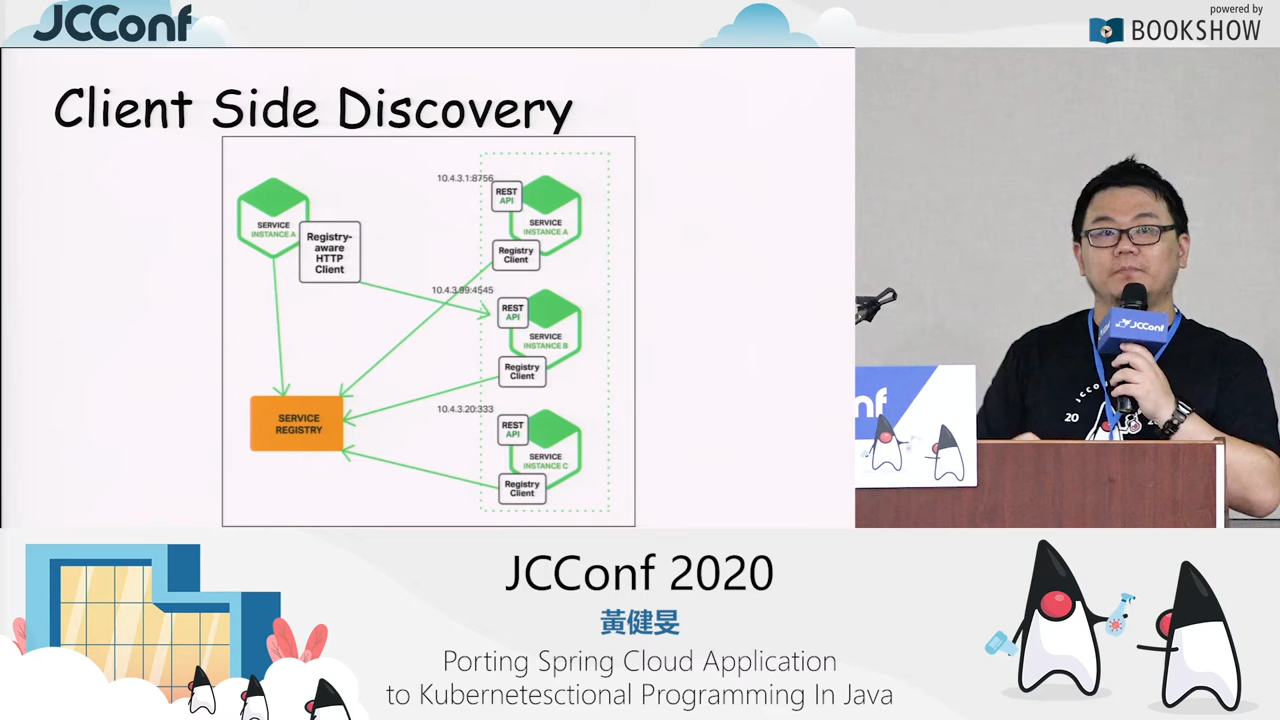 JCConf
powered by
BOOKSHOW
Client Side Discovery
10.4.3.1:8756
REST
API
SERVICE
INSTANCE A
Registry
Client
SERVICE
INSTANCE A
Registry-
aware
HTTP
Client
10.4.3.99:4545
REST
API
SERVICE
INSTANCE B
Registry
Client
10.4.3.20:333
REST
API
SERVICE
INSTANCE C
Registry
Client
SERVICE
REGISTRY
JCConf
nf
JCCo
20
JCConf 2020
黃健旻
Porting Spring Cloud Application
to Kubernetesctional Programming In Java